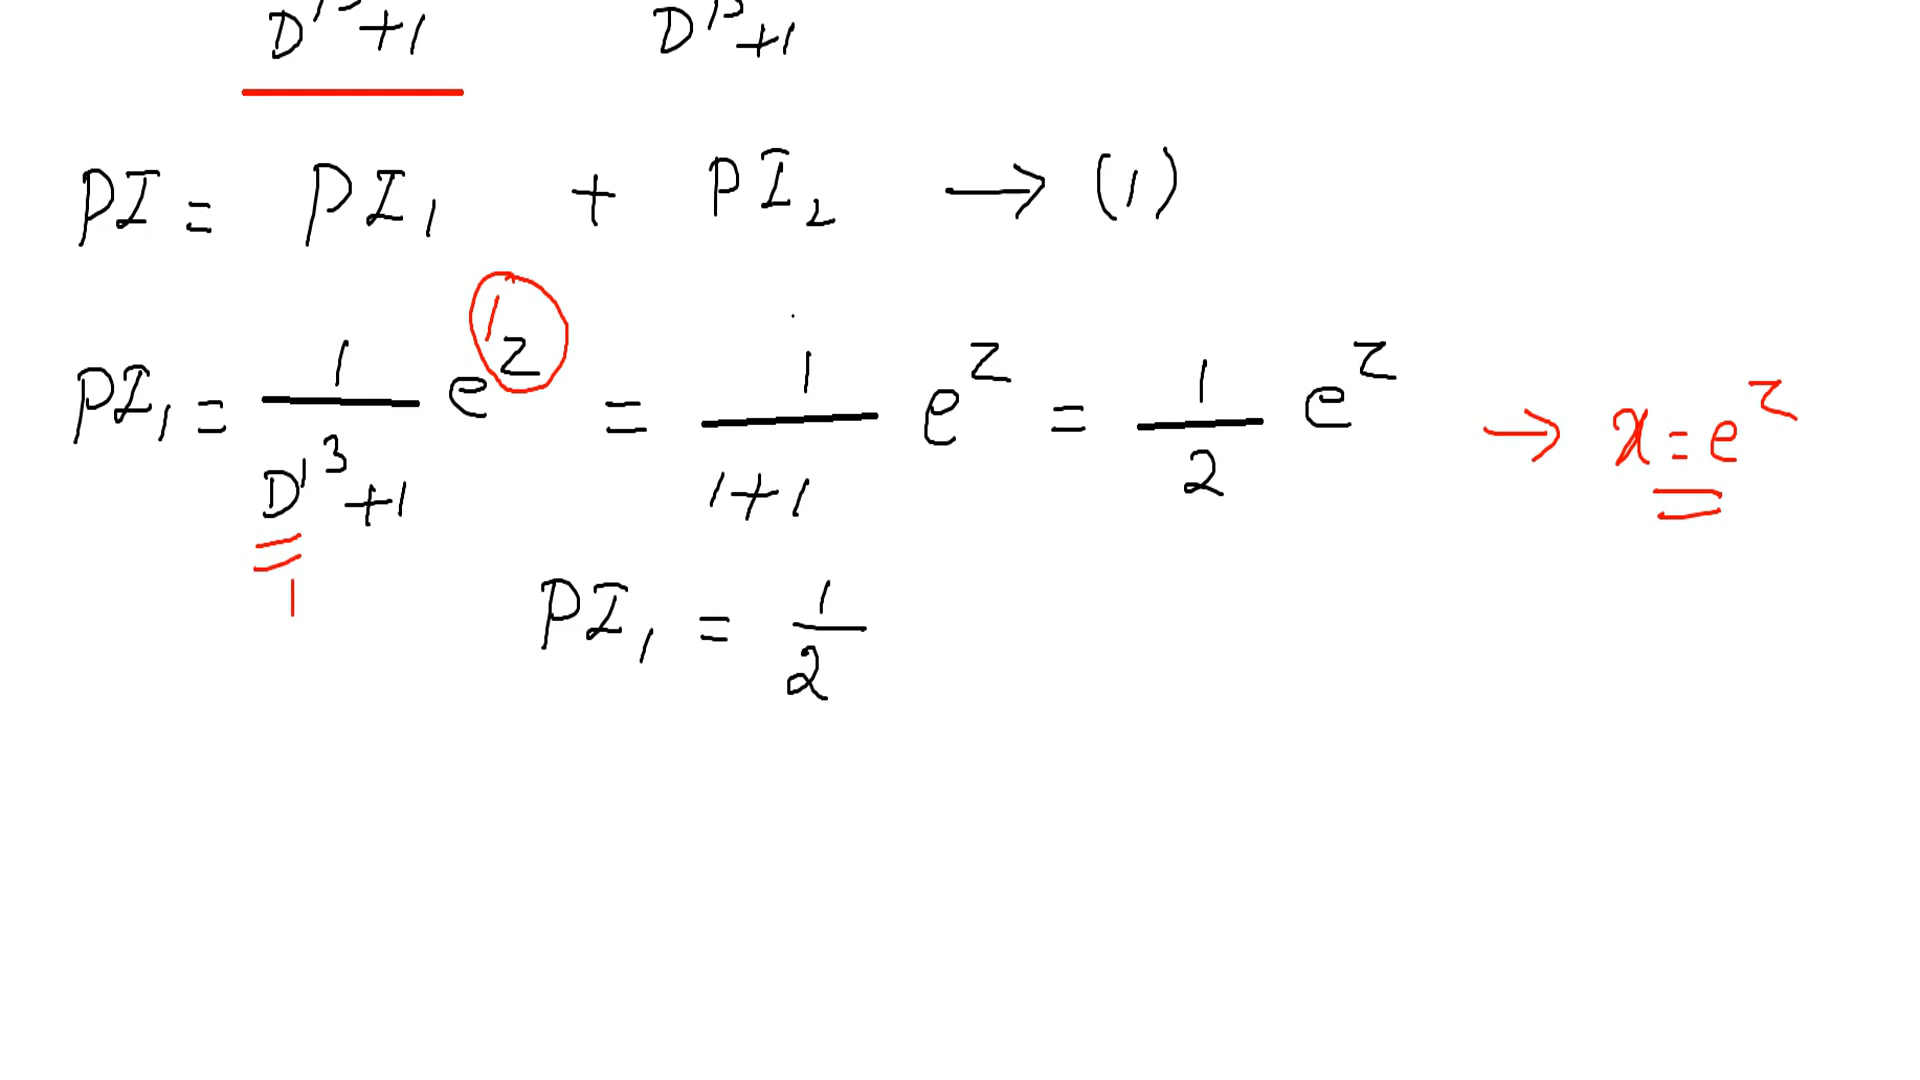 D'³+1 D'³+1
PI = PI₁ + PI₂ → (1)
PI₁ = 1/(D'³+1) e^{1z} = 1/(1+1) e^z = 1/2 e^z → x = e^z
1
PI₁ = 1/2